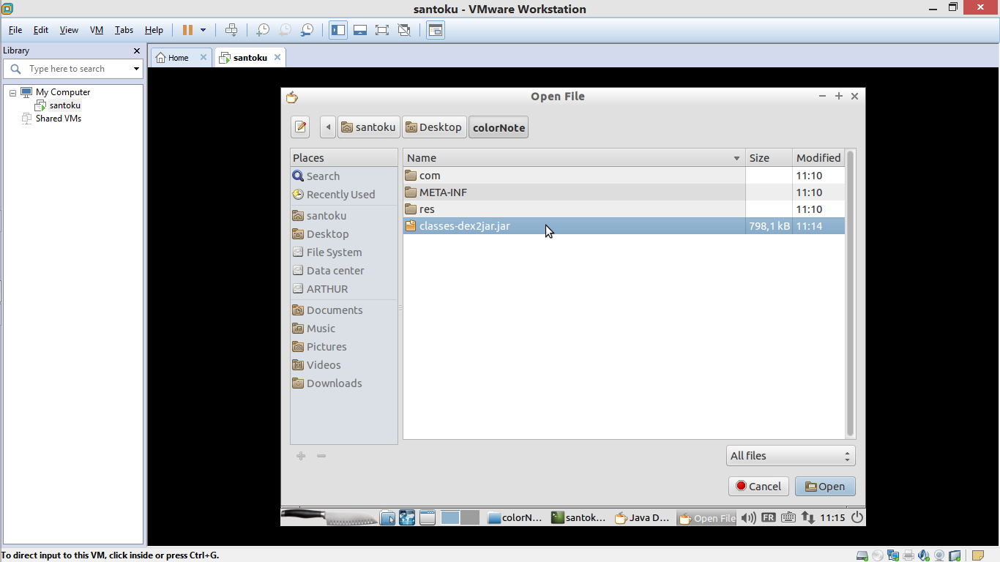 santoku - VMware Workstation
File Edit View VM Tabs Help
Library
Type here to search
My Computer
santoku
Shared VMs
Home santoku
Open File
santoku Desktop colorNote
Places
Search
Recently Used
santoku
Desktop
File System
Data center
ARTHUR
Documents
Music
Pictures
Videos
Downloads
Name Size Modified
com 11:10
META-INF 11:10
res 11:10
classes-dex2jar.jar 798,1 kB 11:14
All files
Cancel Open
colorN... santok... Java D... Open File FR 11:15
To direct input to this VM, click inside or press Ctrl+G.